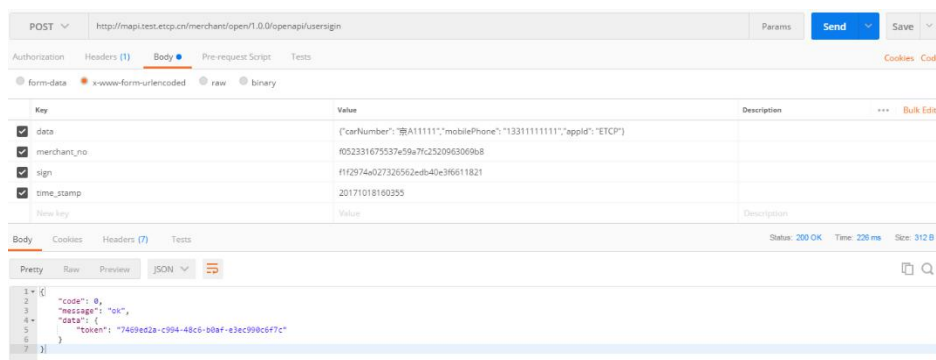 POST http://mapi.test.etcp.cn/merchant/open/1.0.0/openapi/usersigin Params Send Save
Authorization Headers (1) Body Pre-request Script Tests Cookies Cod
form-data x-www-form-urlencoded raw binary
Key Value Description Bulk Edit
data {"carNumber": "京A11111","mobilePhone": "13311111111","appId": "ETCP"}
merchant_no f052331675537e59a7fc2520963069b8
sign f1f2974a027326562edb40e3f6611821
time_stamp 20171018160355
New key Value Description
Body Cookies Headers (7) Tests Status: 200 OK Time: 226 ms Size: 312 B
Pretty Raw Preview JSON
1 {
2 "code": 0,
3 "message": "ok",
4 "data": {
5 "token": "7469ed2a-c994-48c6-b0af-e3ec990c6f7c"
6 }
7 }